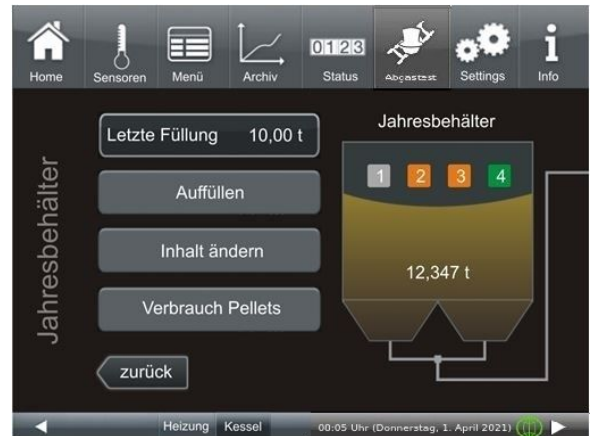 0123
Home Sensoren Menü Archiv Status Abgastest Settings Info
Jahresbehälter
Letzte Füllung 10,00 t
Auffüllen
Inhalt ändern
Verbrauch Pellets
zurück
Jahresbehälter
1 2 3 4
12,347 t
Heizung Kessel 00:05 Uhr (Donnerstag, 1. April 2021)